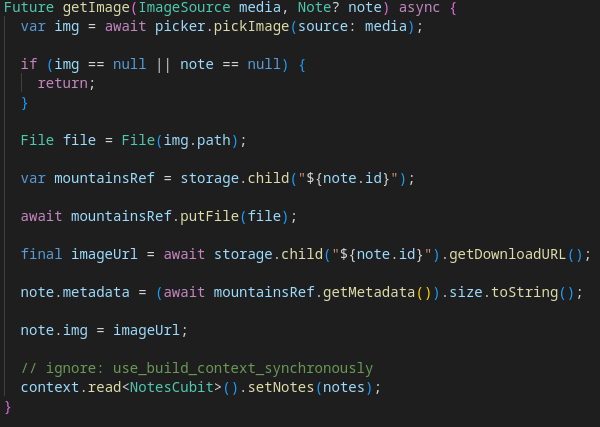 Future getImage(ImageSource media, Note? note) async {
  var img = await picker.pickImage(source: media);

  if (img == null || note == null) {
    return;
  }

  File file = File(img.path);

  var mountainsRef = storage.child("${note.id}");

  await mountainsRef.putFile(file);

  final imageUrl = await storage.child("${note.id}").getDownloadURL();

  note.metadata = (await mountainsRef.getMetadata()).size.toString();

  note.img = imageUrl;

  // ignore: use_build_context_synchronously
  context.read<NotesCubit>().setNotes(notes);
}